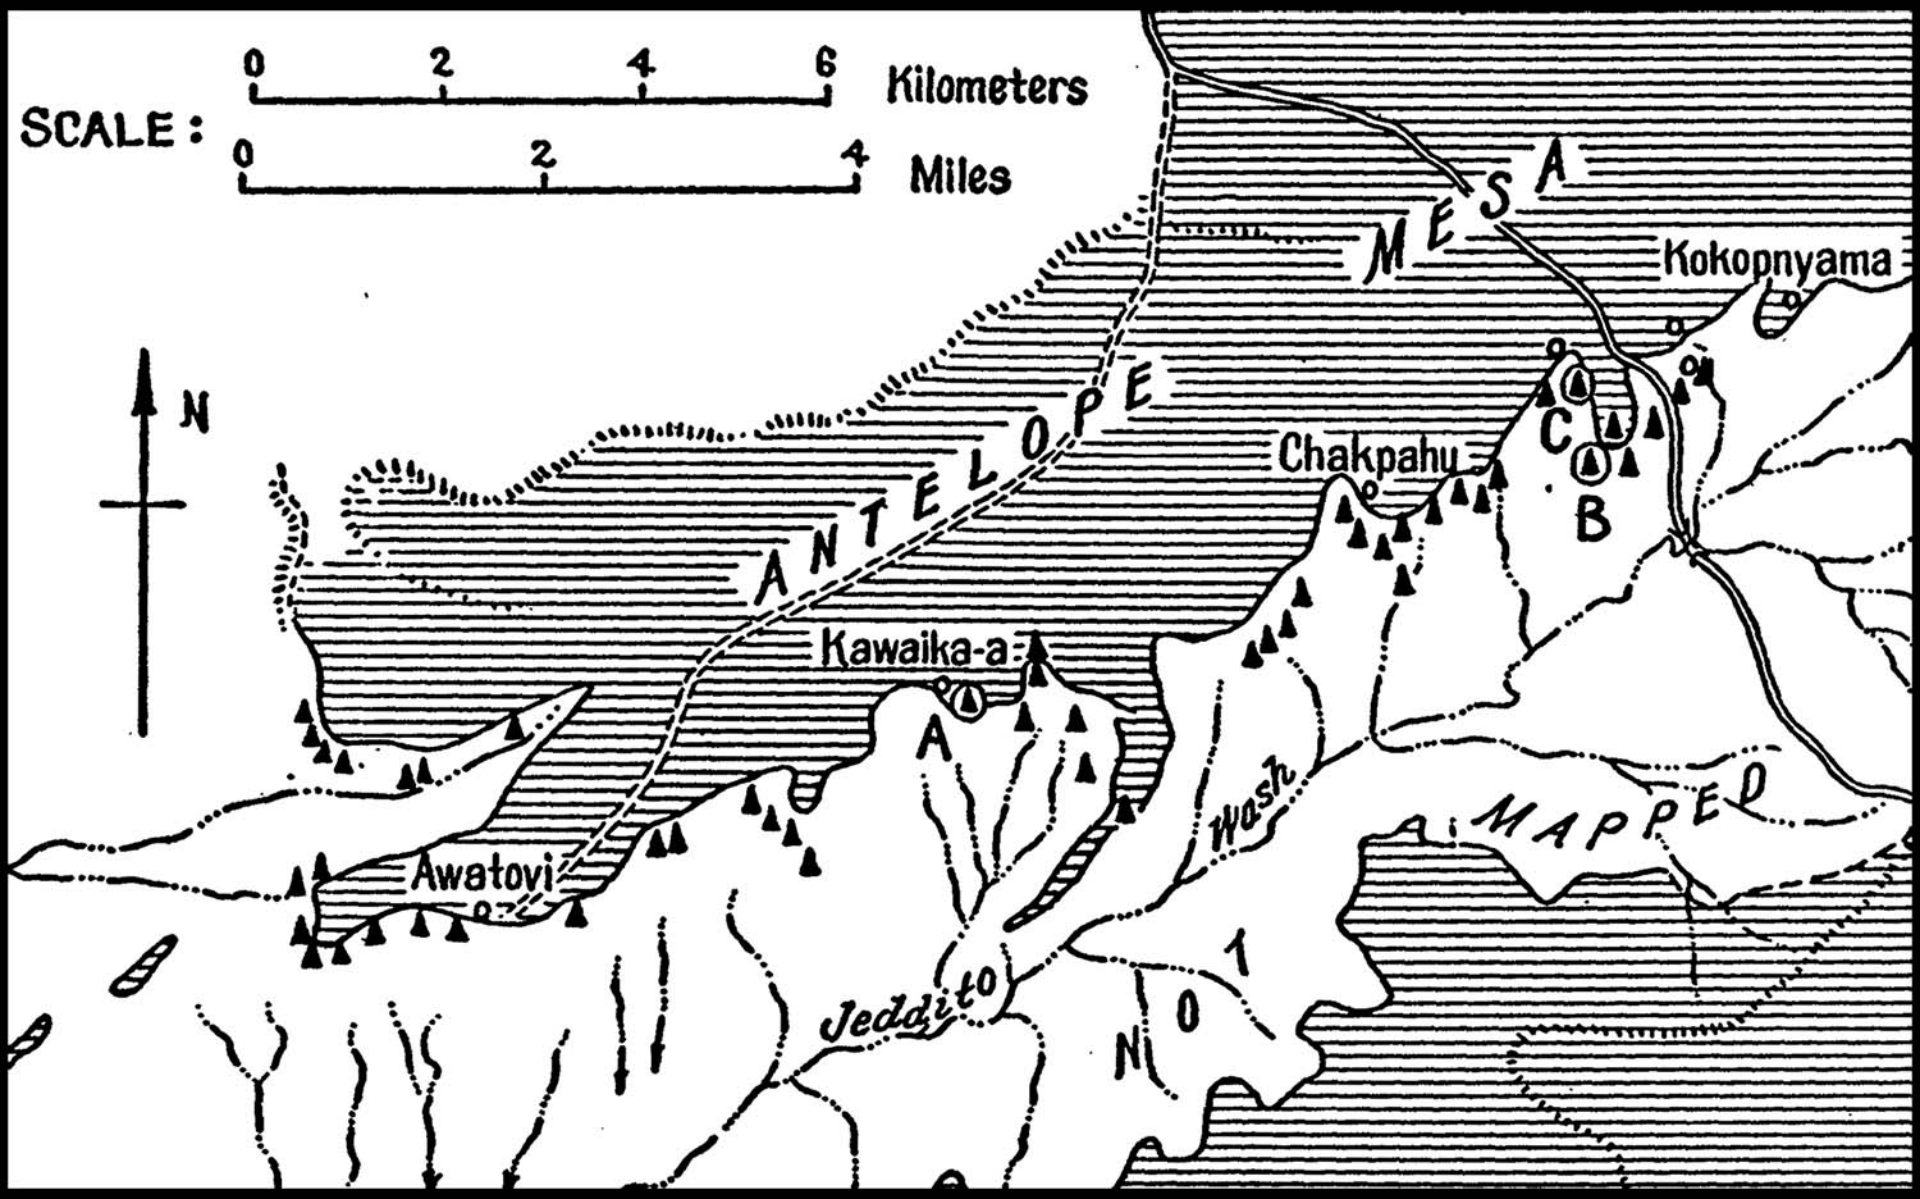 0 2 4 6 Kilometers
SCALE:
0 2 4 Miles
N
ANTELOPE MESA
Kokopnyama
Chakpahu
C
B
Kawaika-a
A
Awatovi
Jeddito Wash
NOT MAPPED